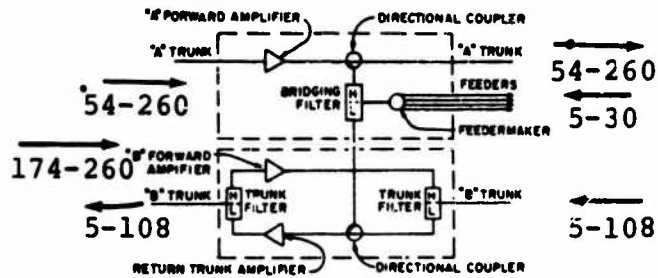 "A" FORWARD AMPLIFIER
DIRECTIONAL COUPLER
"A" TRUNK
"A" TRUNK
54-260
54-260
BRIDGING FILTER
H
L
FEEDERS
5-30
FEEDERMAKER
174-260
"B" FORWARD AMPIFIER
"B" TRUNK
H
L
TRUNK FILTER
TRUNK FILTER
H
L
"B" TRUNK
5-108
5-108
RETURN TRUNK AMPLIFIER
DIRECTIONAL COUPLER